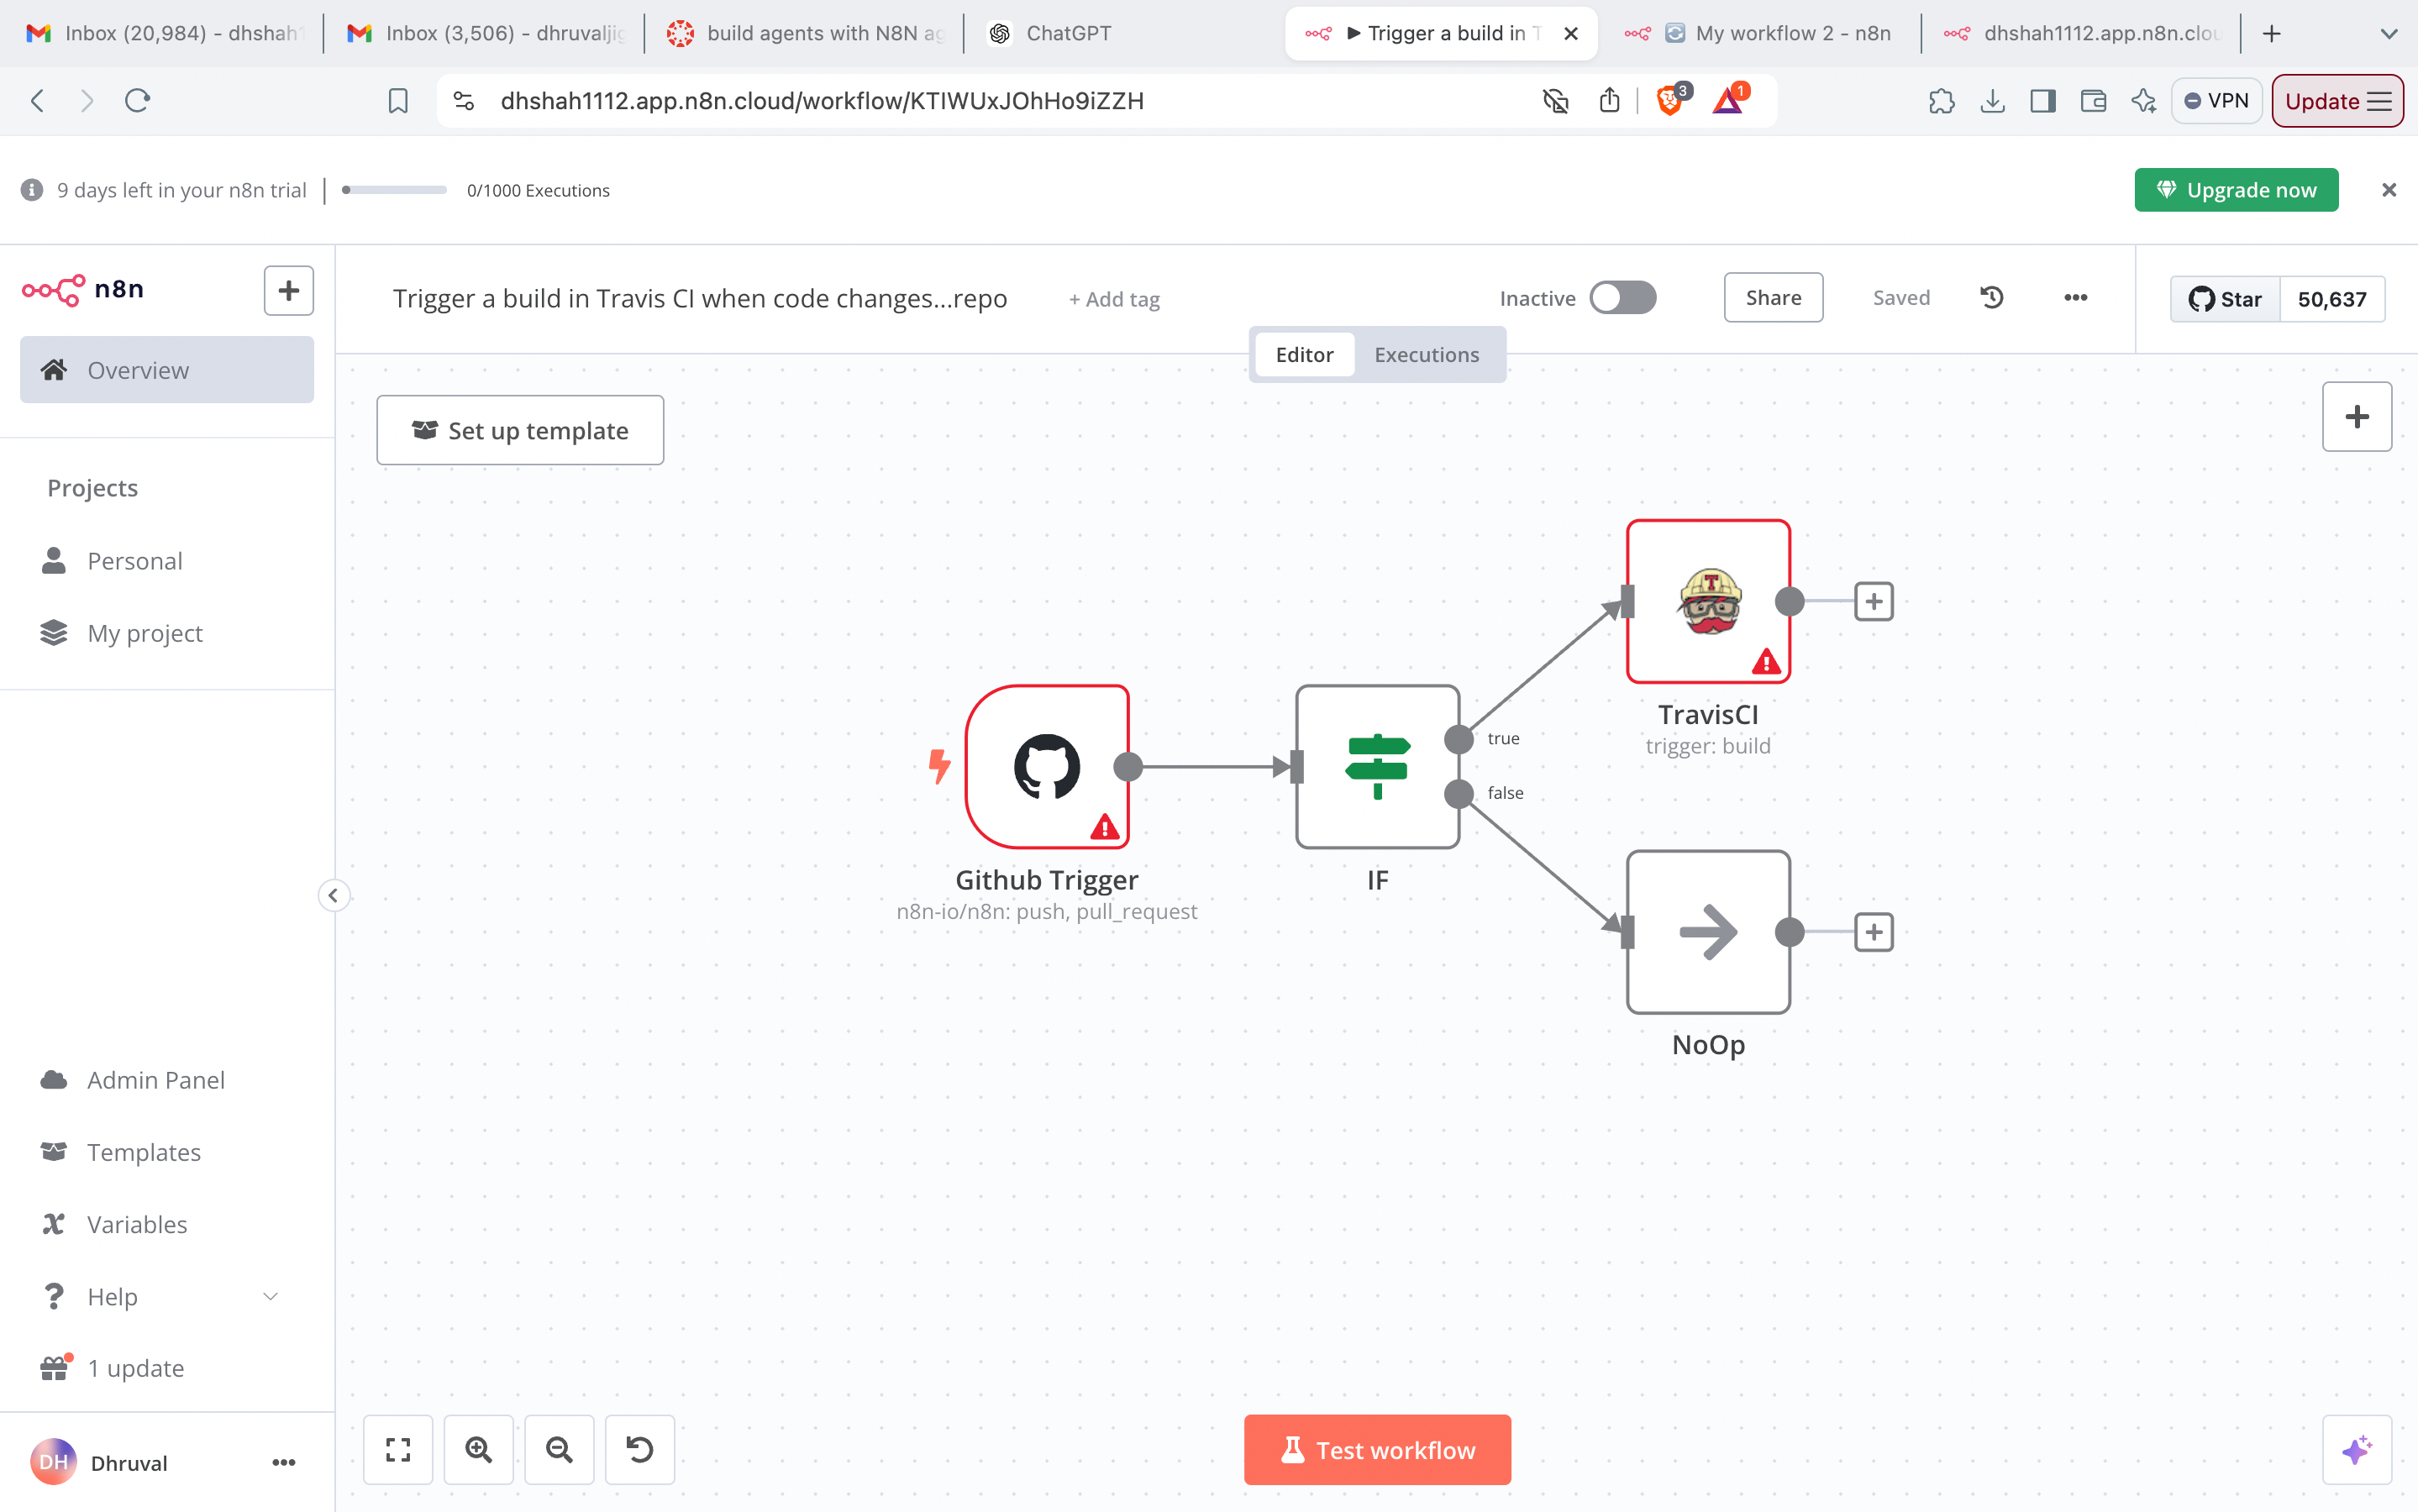 Inbox (20,984) - dhshah1
Inbox (3,506) - dhruvaljig
build agents with N8N ag
ChatGPT
Trigger a build in T
My workflow 2 - n8n
dhshah1112.app.n8n.clou
dhshah1112.app.n8n.cloud/workflow/KTIWUxJOhHo9iZZH
3
1
VPN
Update
9 days left in your n8n trial
0/1000 Executions
Upgrade now
n8n
Trigger a build in Travis CI when code changes...repo
+ Add tag
Inactive
Share
Saved
Star
50,637
Editor
Executions
Overview
Set up template
Projects
Personal
My project
TravisCI
trigger: build
true
false
Github Trigger
n8n-io/n8n: push, pull_request
IF
NoOp
Admin Panel
Templates
Variables
Help
1 update
DH
Dhruval
Test workflow